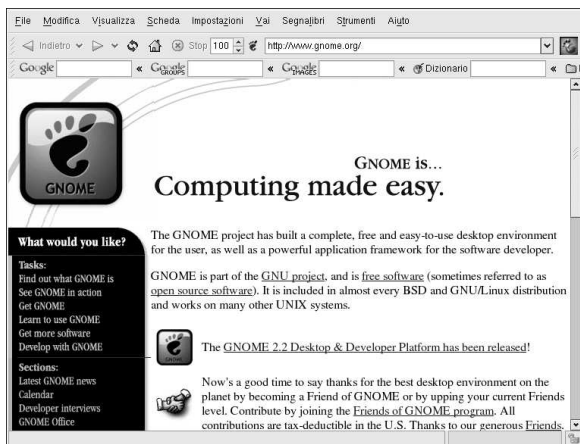 File Modifica Visualizza Scheda Impostazioni Vai Segnalibri Strumenti Aiuto
Indietro Stop 100 http://www.gnome.org/
Google « Google GROUPS « Google IMAGES « Dizionario «
GNOME
GNOME is...
Computing made easy.
What would you like?
Tasks:
Find out what GNOME is
See GNOME in action
Get GNOME
Learn to use GNOME
Get more software
Develop with GNOME
Sections:
Latest GNOME news
Calendar
Developer interviews
GNOME Office
The GNOME project has built a complete, free and easy-to-use desktop environment
for the user, as well as a powerful application framework for the software developer.
GNOME is part of the GNU project, and is free software (sometimes referred to as
open source software). It is included in almost every BSD and GNU/Linux distribution
and works on many other UNIX systems.
GNOME
The GNOME 2.2 Desktop & Developer Platform has been released!
Now's a good time to say thanks for the best desktop environment on the
planet by becoming a Friend of GNOME or by upping your current Friends
level. Contribute by joining the Friends of GNOME program. All
contributions are tax-deductible in the U.S. Thanks to our generous Friends.